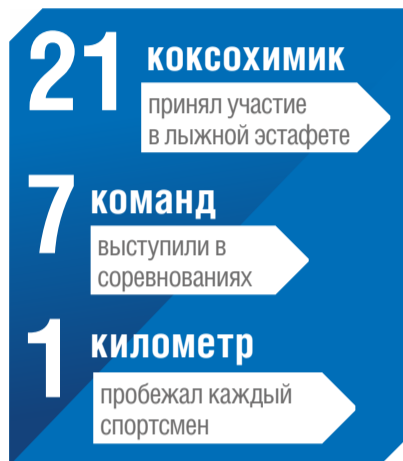 21 коксохимик
принял участие
в лыжной эстафете
7 команд
выступили в
соревнованиях
1 километр
пробежал каждый
спортсмен